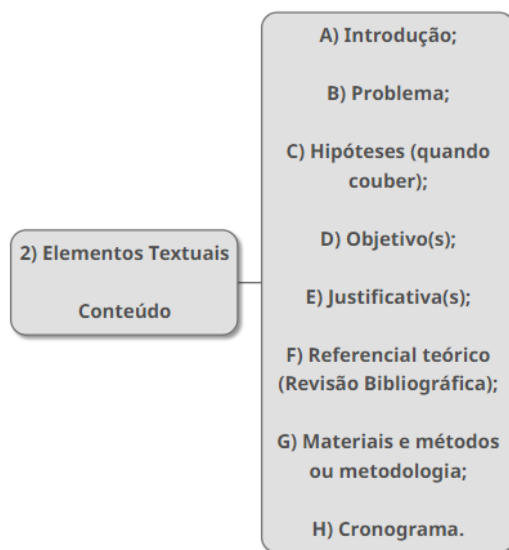 2) Elementos Textuais
Conteúdo
A) Introdução;
B) Problema;
C) Hipóteses (quando
couber);
D) Objetivo(s);
E) Justificativa(s);
F) Referencial teórico
(Revisão Bibliográfica);
G) Materiais e métodos
ou metodologia;
H) Cronograma.